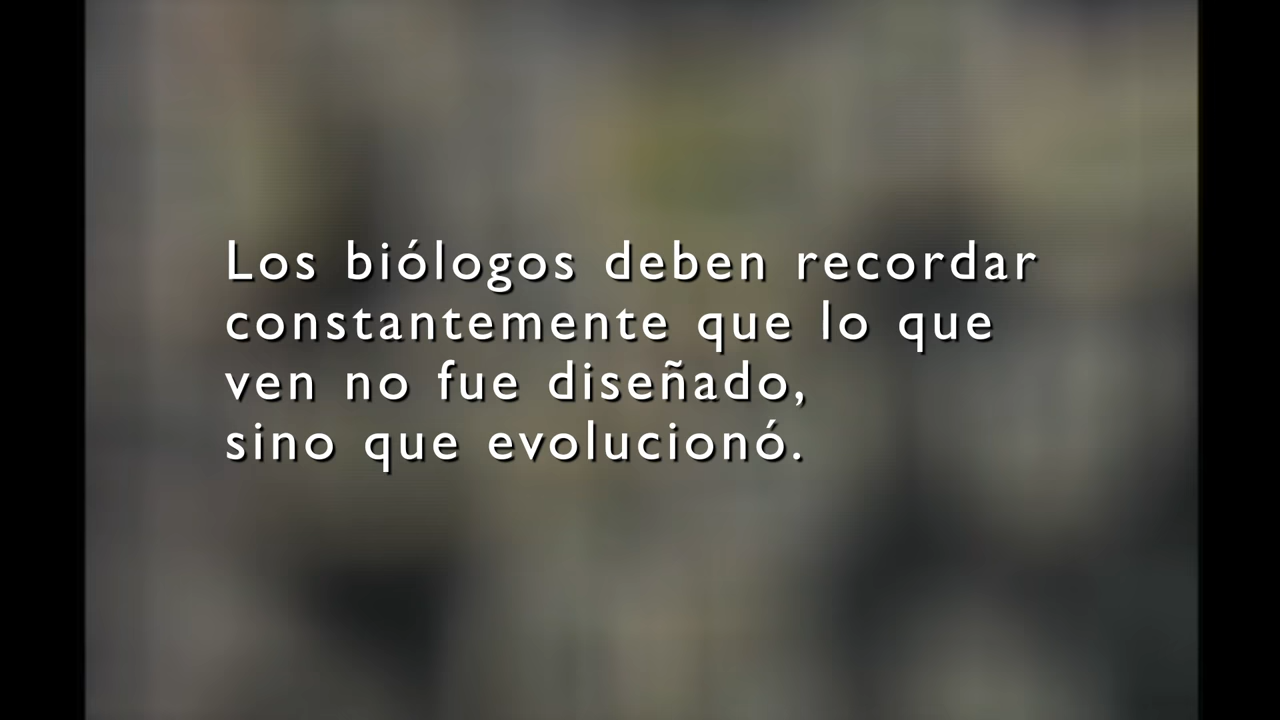 Los biólogos deben recordar
constantemente que lo que
ven no fue diseñado,
sino que evolucionó.